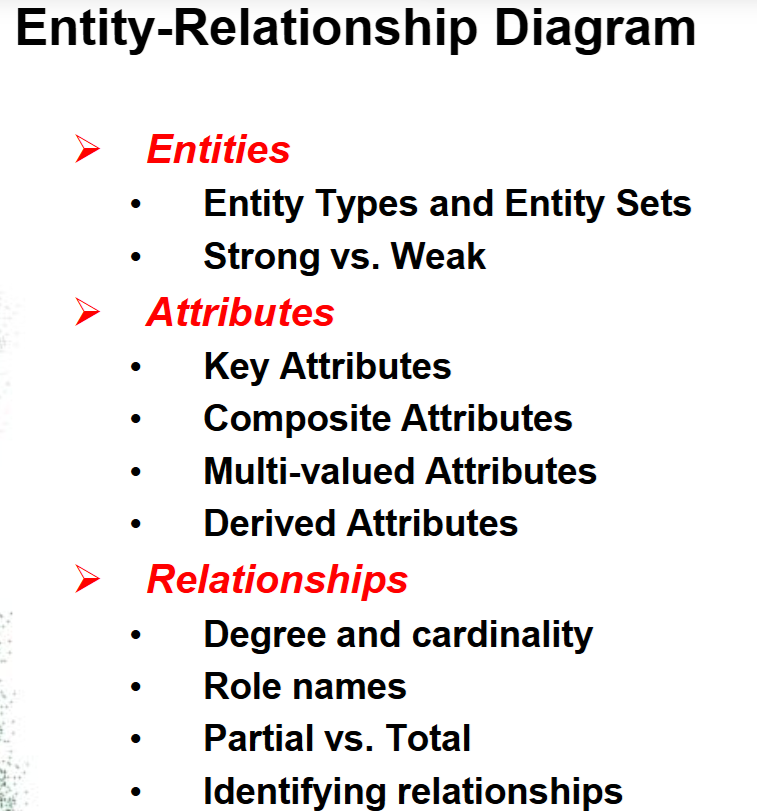 Entity-Relationship Diagram
➢ Entities
• Entity Types and Entity Sets
• Strong vs. Weak
➢ Attributes
• Key Attributes
• Composite Attributes
• Multi-valued Attributes
• Derived Attributes
➢ Relationships
• Degree and cardinality
• Role names
• Partial vs. Total
• Identifying relationships